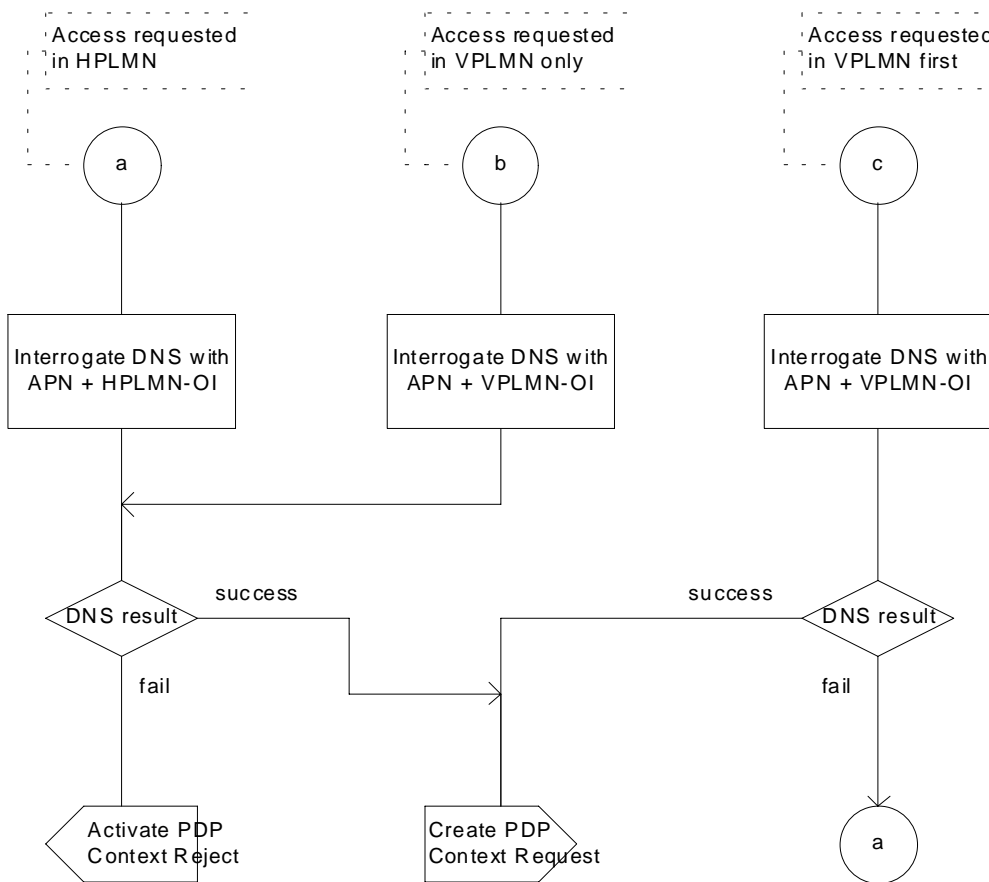 Access requested
in HPLMN
Access requested
in VPLMN only
Access requested
in VPLMN first
a
b
c
Interrogate DNS with
APN + HPLMN-OI
Interrogate DNS with
APN + VPLMN-OI
Interrogate DNS with
APN + VPLMN-OI
DNS result
success
success
DNS result
fail
fail
Activate PDP
Context Reject
Create PDP
Context Request
a